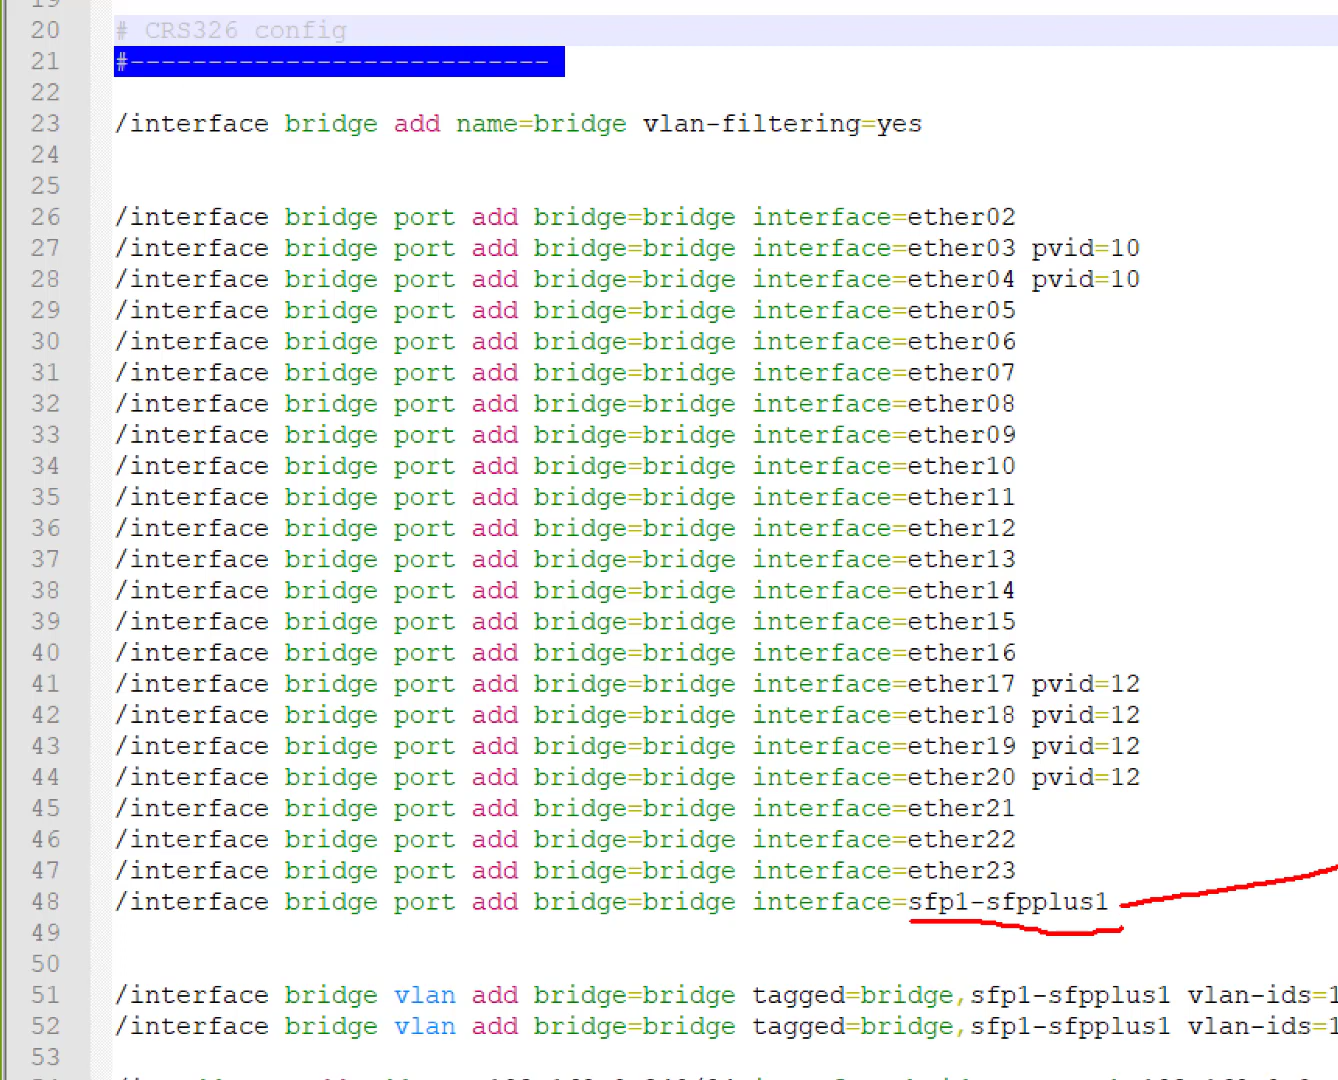 20 # CRS326 config
21 #---------------------------
22
23 /interface bridge add name=bridge vlan-filtering=yes
24
25
26 /interface bridge port add bridge=bridge interface=ether02
27 /interface bridge port add bridge=bridge interface=ether03 pvid=10
28 /interface bridge port add bridge=bridge interface=ether04 pvid=10
29 /interface bridge port add bridge=bridge interface=ether05
30 /interface bridge port add bridge=bridge interface=ether06
31 /interface bridge port add bridge=bridge interface=ether07
32 /interface bridge port add bridge=bridge interface=ether08
33 /interface bridge port add bridge=bridge interface=ether09
34 /interface bridge port add bridge=bridge interface=ether10
35 /interface bridge port add bridge=bridge interface=ether11
36 /interface bridge port add bridge=bridge interface=ether12
37 /interface bridge port add bridge=bridge interface=ether13
38 /interface bridge port add bridge=bridge interface=ether14
39 /interface bridge port add bridge=bridge interface=ether15
40 /interface bridge port add bridge=bridge interface=ether16
41 /interface bridge port add bridge=bridge interface=ether17 pvid=12
42 /interface bridge port add bridge=bridge interface=ether18 pvid=12
43 /interface bridge port add bridge=bridge interface=ether19 pvid=12
44 /interface bridge port add bridge=bridge interface=ether20 pvid=12
45 /interface bridge port add bridge=bridge interface=ether21
46 /interface bridge port add bridge=bridge interface=ether22
47 /interface bridge port add bridge=bridge interface=ether23
48 /interface bridge port add bridge=bridge interface=sfp1-sfpplus1
49
50
51 /interface bridge vlan add bridge=bridge tagged=bridge,sfp1-sfpplus1 vlan-ids=1
52 /interface bridge vlan add bridge=bridge tagged=bridge,sfp1-sfpplus1 vlan-ids=1
53